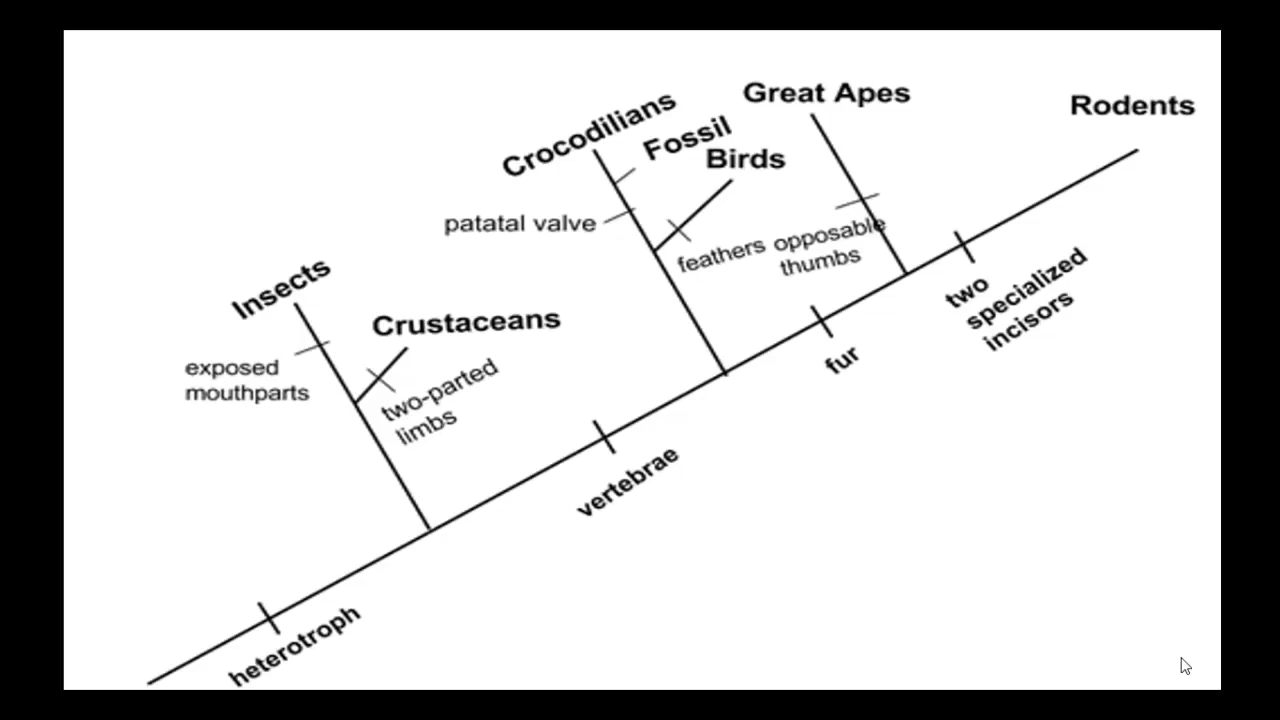 Crocodilians
Fossil
Great Apes
Birds
Rodents
patatal valve
feathers
opposable
thumbs
Insects
Crustaceans
exposed
mouthparts
two-parted
limbs
two
specialized
incisors
fur
vertebrae
heterotroph